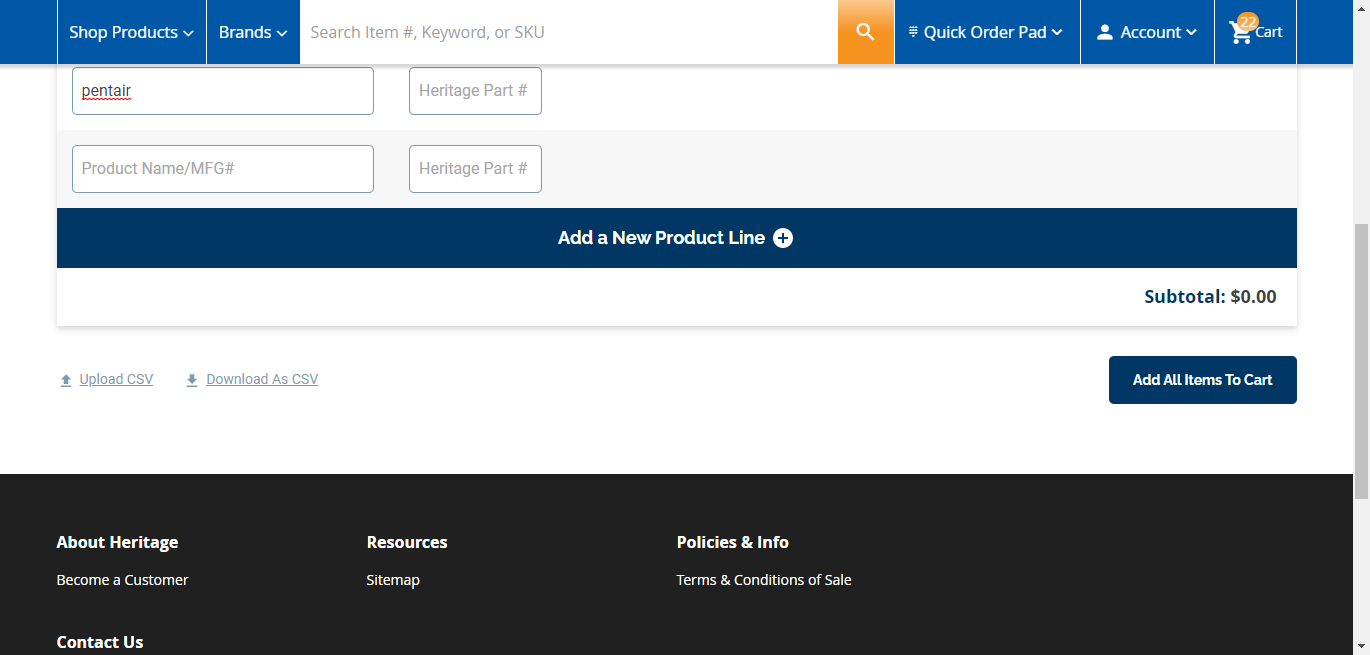 Shop Products
Brands
Search Item #, Keyword, or SKU
Quick Order Pad
Account
22
Cart
pentair
Heritage Part #
Product Name/MFG#
Heritage Part #
Add a New Product Line
Subtotal: $0.00
Upload CSV
Download As CSV
Add All Items To Cart
About Heritage
Resources
Policies & Info
Become a Customer
Sitemap
Terms & Conditions of Sale
Contact Us